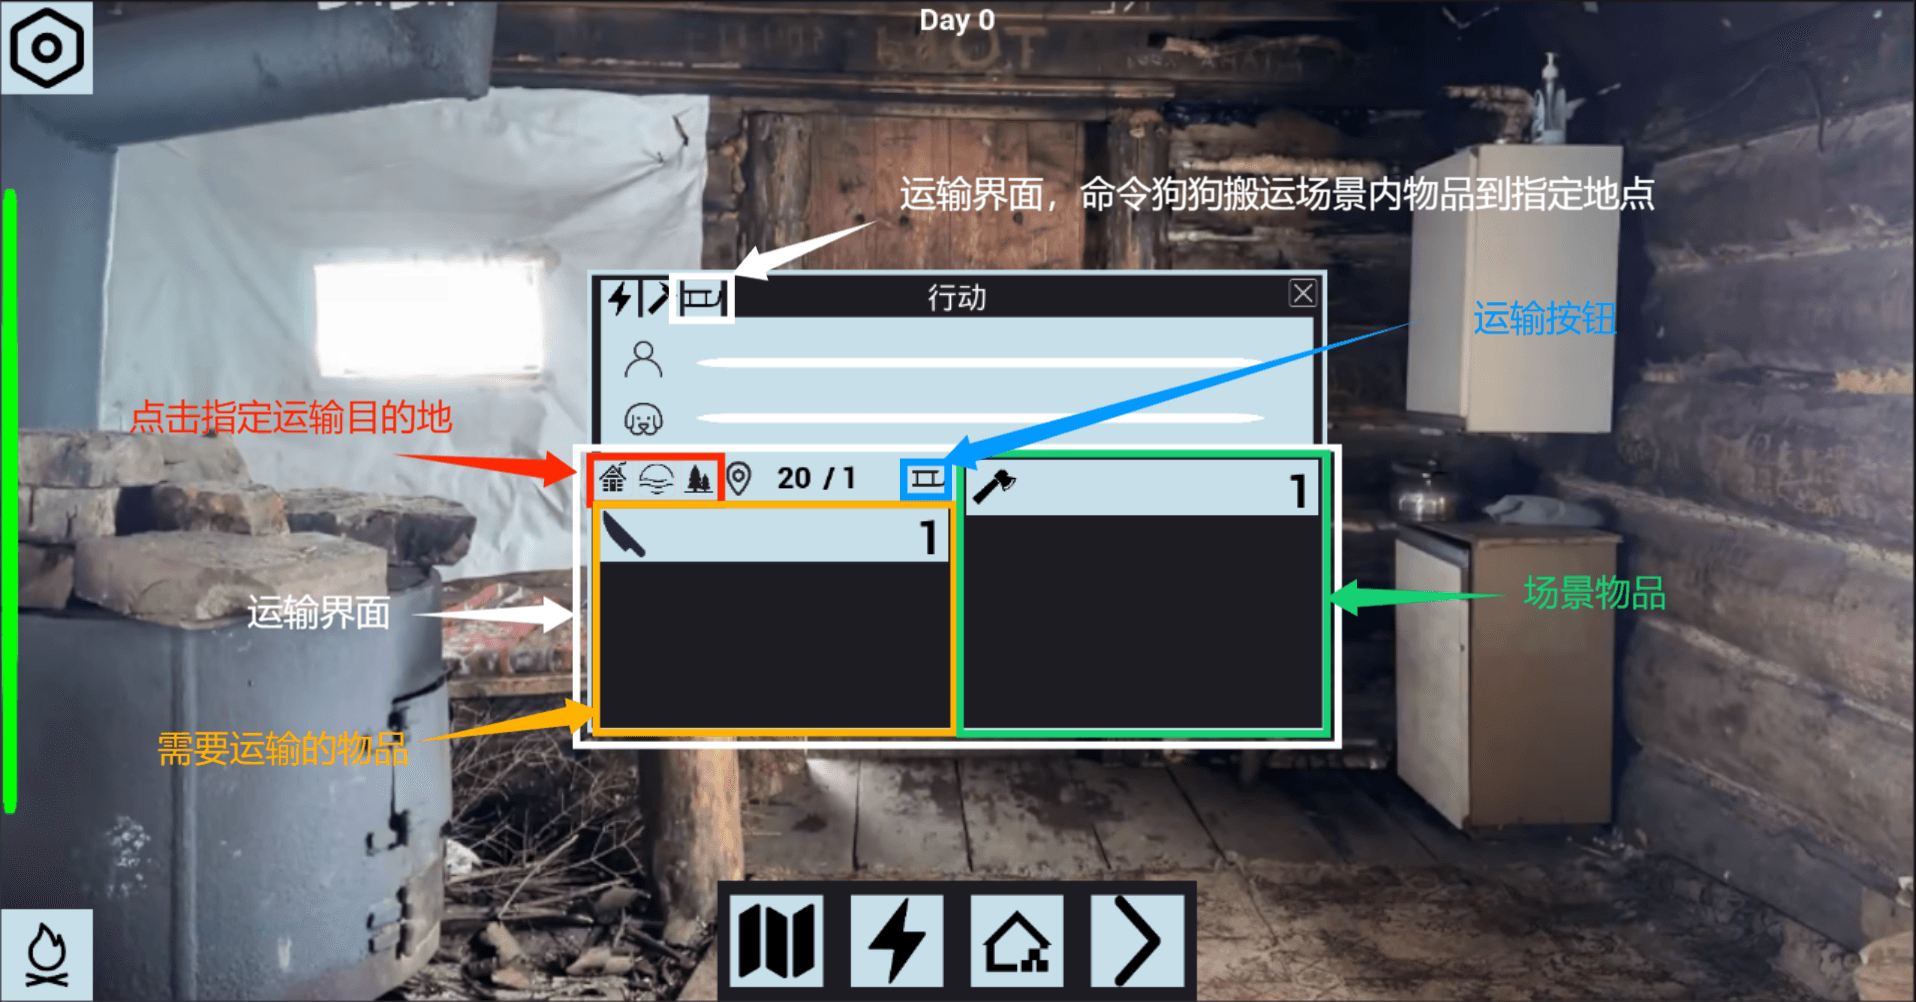 Day 0
运输界面，命令狗狗搬运场景内物品到指定地点
行动
运输按钮
点击指定运输目的地
20 / 1
1
1
场景物品
运输界面
需要运输的物品